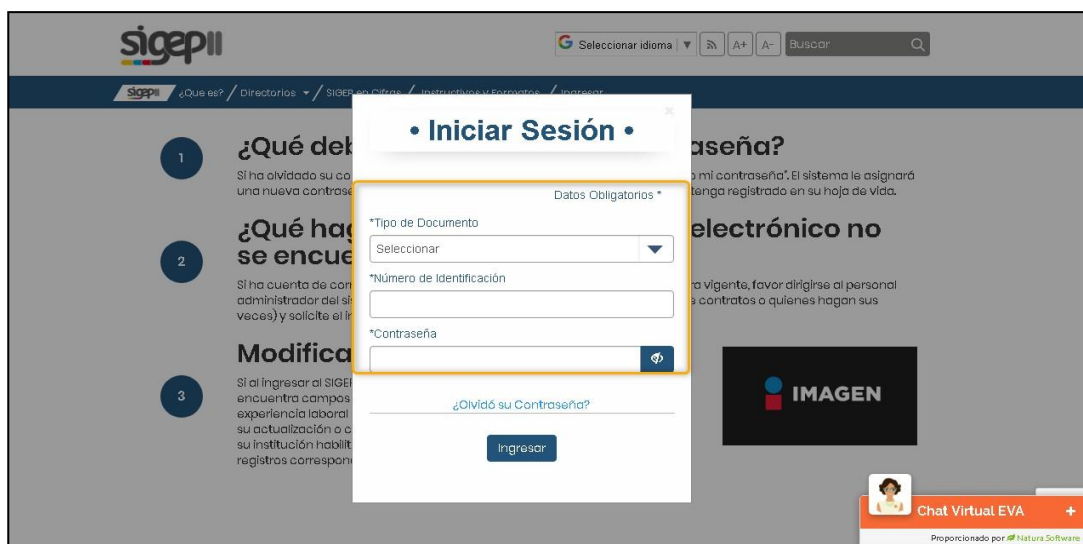 sigepII
Seleccionar idioma
A+
A-
Buscar
sigepII
¿Que es? / Directorios / SIGEP en Cifras / Instructivos y Formatos / Ingresar
• Iniciar Sesión •
×
1
¿Qué deb
aseña?
Si ha olvidado su co
o mi contraseña". El sistema le asignará
una nueva contrase
tenga registrado en su hoja de vida.
Datos Obligatorios *
*Tipo de Documento
Seleccionar
2
¿Qué hag
electrónico no
se encue
*Número de Identificación
Si ha cuenta de corr
ra vigente, favor dirigirse al personal
administrador del si
e contratos o quienes hagan sus
veces) y solicite el in
*Contraseña
3
Modifica
Si al ingresar al SIGEP
encuentra campos
experiencia laboral
su actualización o c
su institución habilit
registros correspon
IMAGEN
¿Olvidó su Contraseña?
Ingresar
Chat Virtual EVA +
Proporcionado por Natura Software